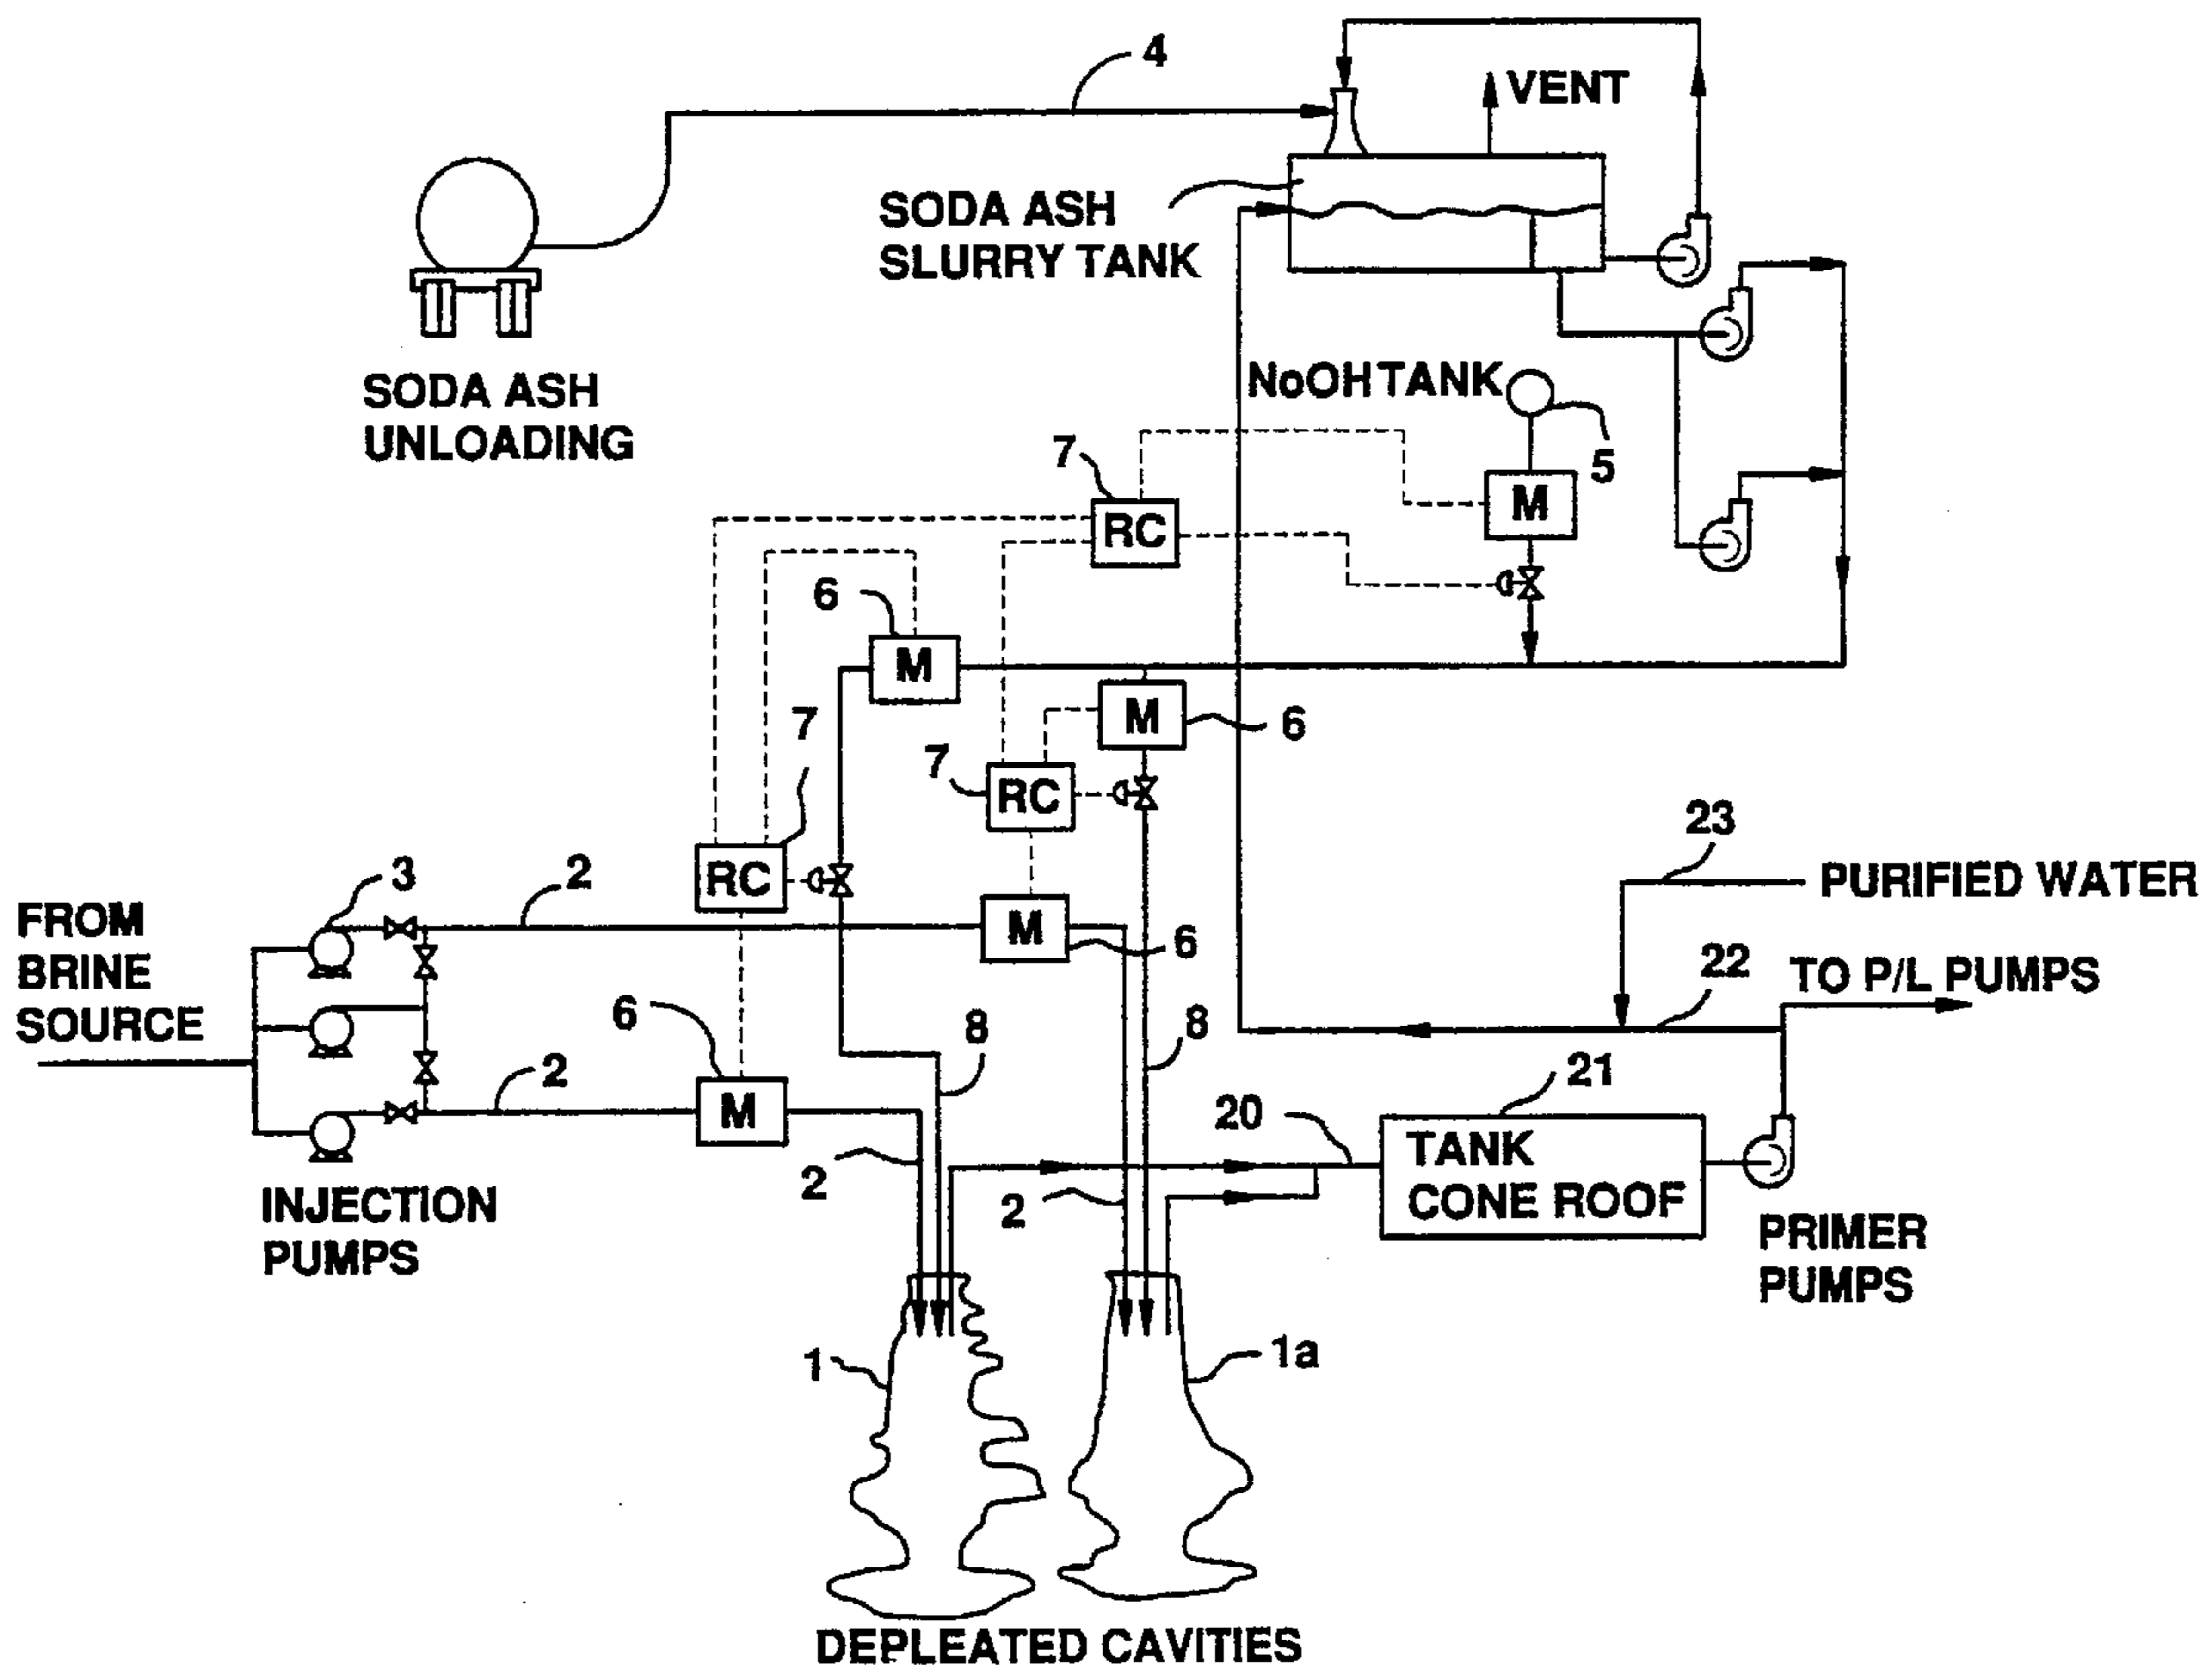 4
VENT
SODA ASH
SLURRY TANK
SODA ASH
UNLOADING
NoOH TANK
5
7
RC
M
6
M
M
6
7
7
RC
RC
23
PURIFIED WATER
3
2
FROM
BRINE
SOURCE
M
6
22
TO P/L PUMPS
6
8
8
2
M
21
20
TANK
CONE ROOF
2
2
INJECTION
PUMPS
PRIMER
PUMPS
1
1a
DEPLEATED CAVITIES